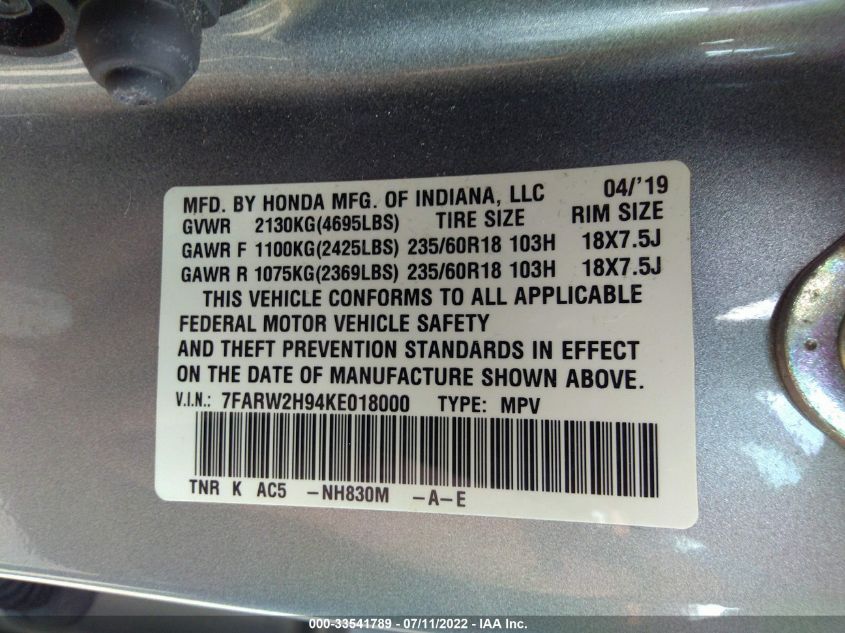 MFD. BY HONDA MFG. OF INDIANA, LLC 04/'19
GVWR 2130KG(4695LBS) TIRE SIZE RIM SIZE
GAWR F 1100KG(2425LBS) 235/60R18 103H 18X7.5J
GAWR R 1075KG(2369LBS) 235/60R18 103H 18X7.5J
THIS VEHICLE CONFORMS TO ALL APPLICABLE
FEDERAL MOTOR VEHICLE SAFETY
AND THEFT PREVENTION STANDARDS IN EFFECT
ON THE DATE OF MANUFACTURE SHOWN ABOVE.
V.I.N.: 7FARW2H94KE018000 TYPE: MPV
TNR K AC5 -NH830M -A-E
000-33541789 - 07/11/2022 - IAA Inc.